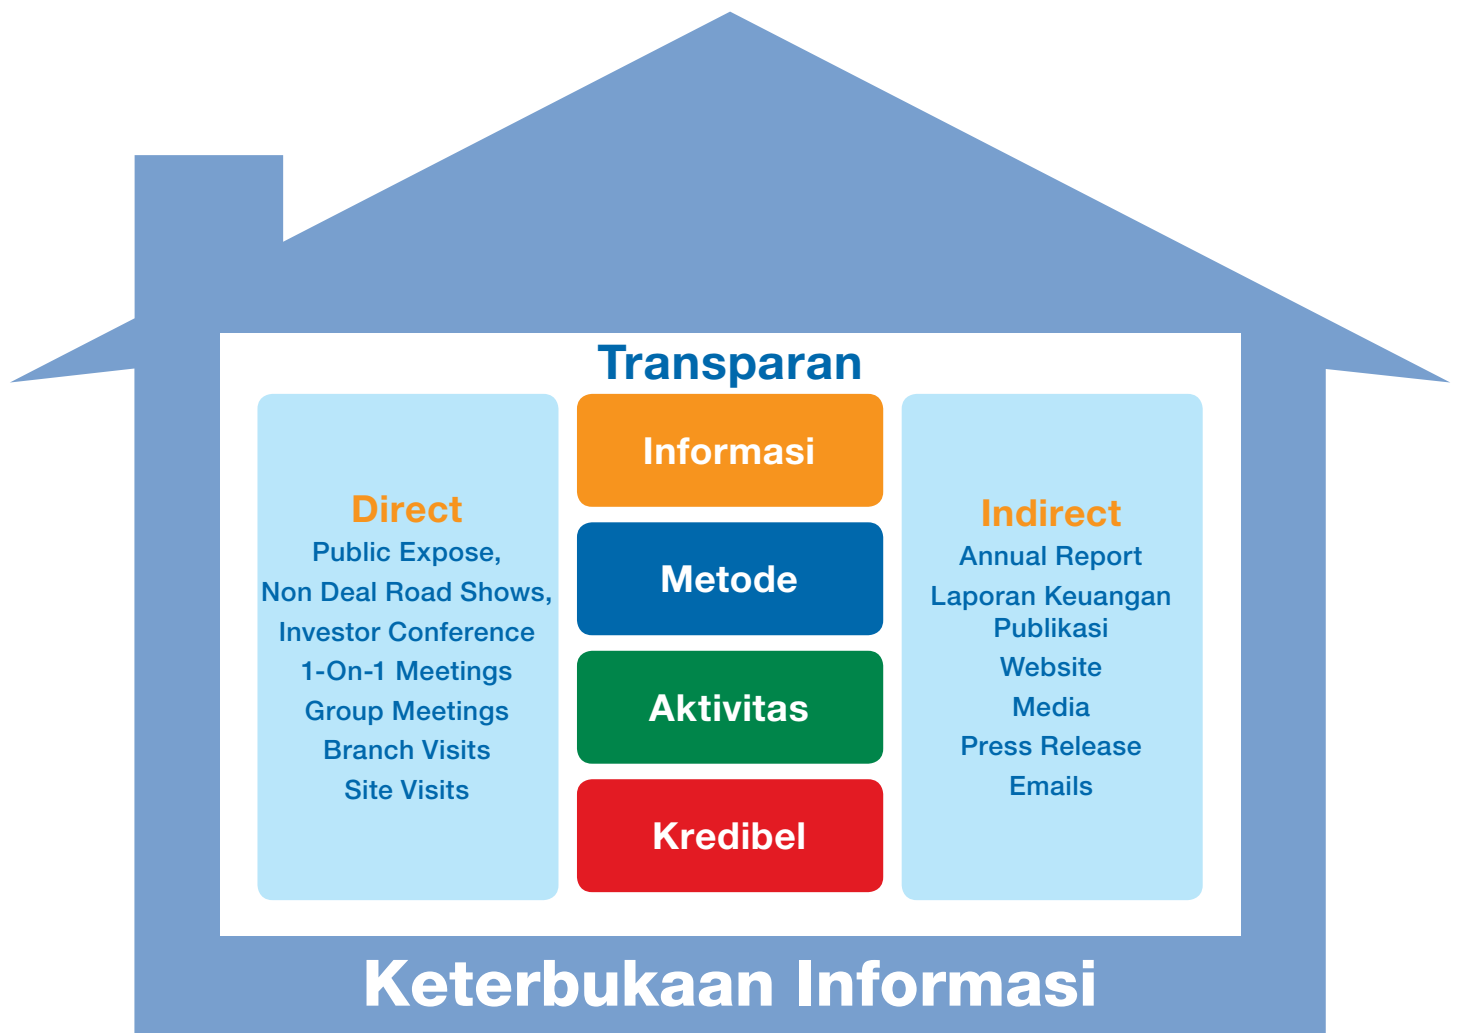 Transparan
Direct
Public Expose,
Non Deal Road Shows,
Investor Conference
1-On-1 Meetings
Group Meetings
Branch Visits
Site Visits
Informasi
Metode
Aktivitas
Kredibel
Indirect
Annual Report
Laporan Keuangan
Publikasi
Website
Media
Press Release
Emails
Keterbukaan Informasi